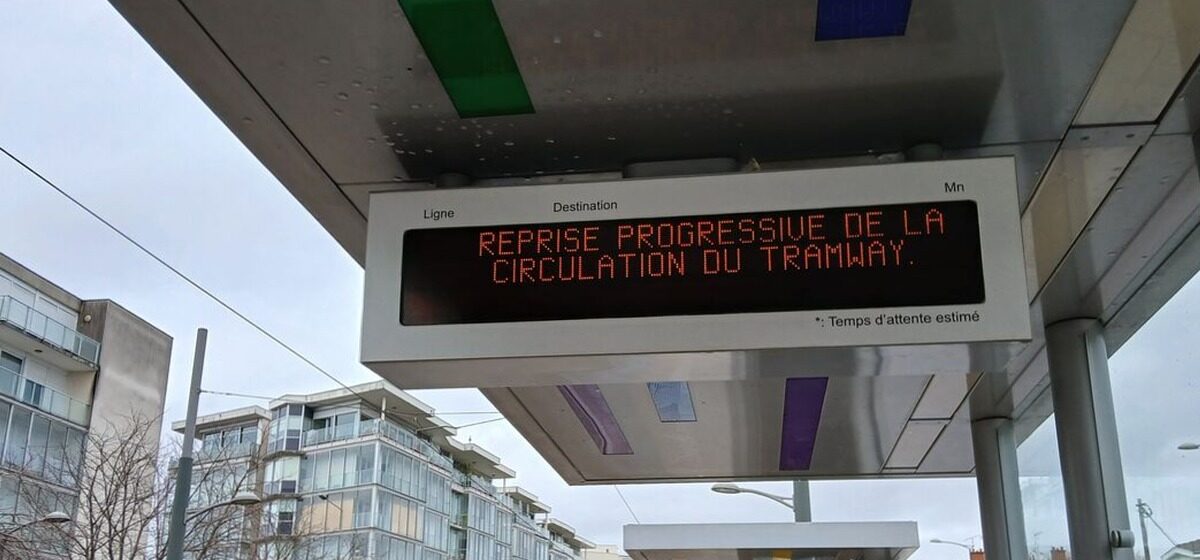 Ligne Destination Mn
REPRISE PROGRESSIVE DE LA
CIRCULATION DU TRAMWAY.
*: Temps d'attente estimé